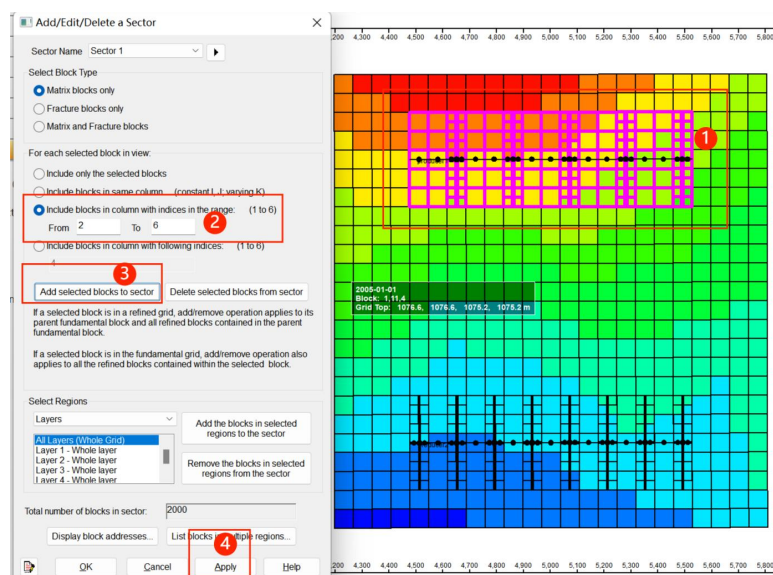 Add/Edit/Delete a Sector
Sector Name Sector 1
Select Block Type
Matrix blocks only
Fracture blocks only
Matrix and Fracture blocks
For each selected block in view:
Include only the selected blocks
Include blocks in same column (constant I, J; varying K)
Include blocks in column with indices in the range: (1 to 6)
2
From 2 To 6
Include blocks in column with following indices: (1 to 6)
4
3
Add selected blocks to sector Delete selected blocks from sector
If a selected block is in a refined grid, add/remove operation applies to its
parent fundamental block and all refined blocks contained in the parent
fundamental block.
If a selected block is in the fundamental grid, add/remove operation also
applies to all the refined blocks contained within the selected block.
Select Regions
Layers
All Layers (Whole Grid)
Layer 1 - Whole layer
Layer 2 - Whole layer
Layer 3 - Whole layer
Layer 4 - Whole layer
Add the blocks in selected
regions to the sector
Remove the blocks in selected
regions from the sector
Total number of blocks in sector: 2000
Display block addresses... List blocks in multiple regions...
4
OK Cancel Apply Help
4,300 4,400 4,500 4,600 4,700 4,800 4,900 5,000 5,100 5,200 5,300 5,400 5,500 5,600 5,700 5,800
1
2005-01-01
Block: 1,11,4
Grid Top: 1076.6, 1076.6, 1075.2, 1075.2 m
4,300 4,400 4,500 4,600 4,700 4,800 4,900 5,000 5,100 5,200 5,300 5,400 5,500 5,600 5,700 5,800